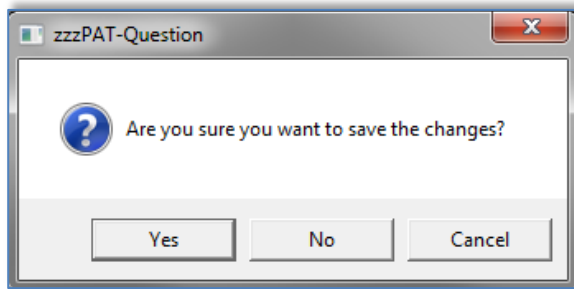 zzzPAT-Question
Are you sure you want to save the changes?
Yes No Cancel